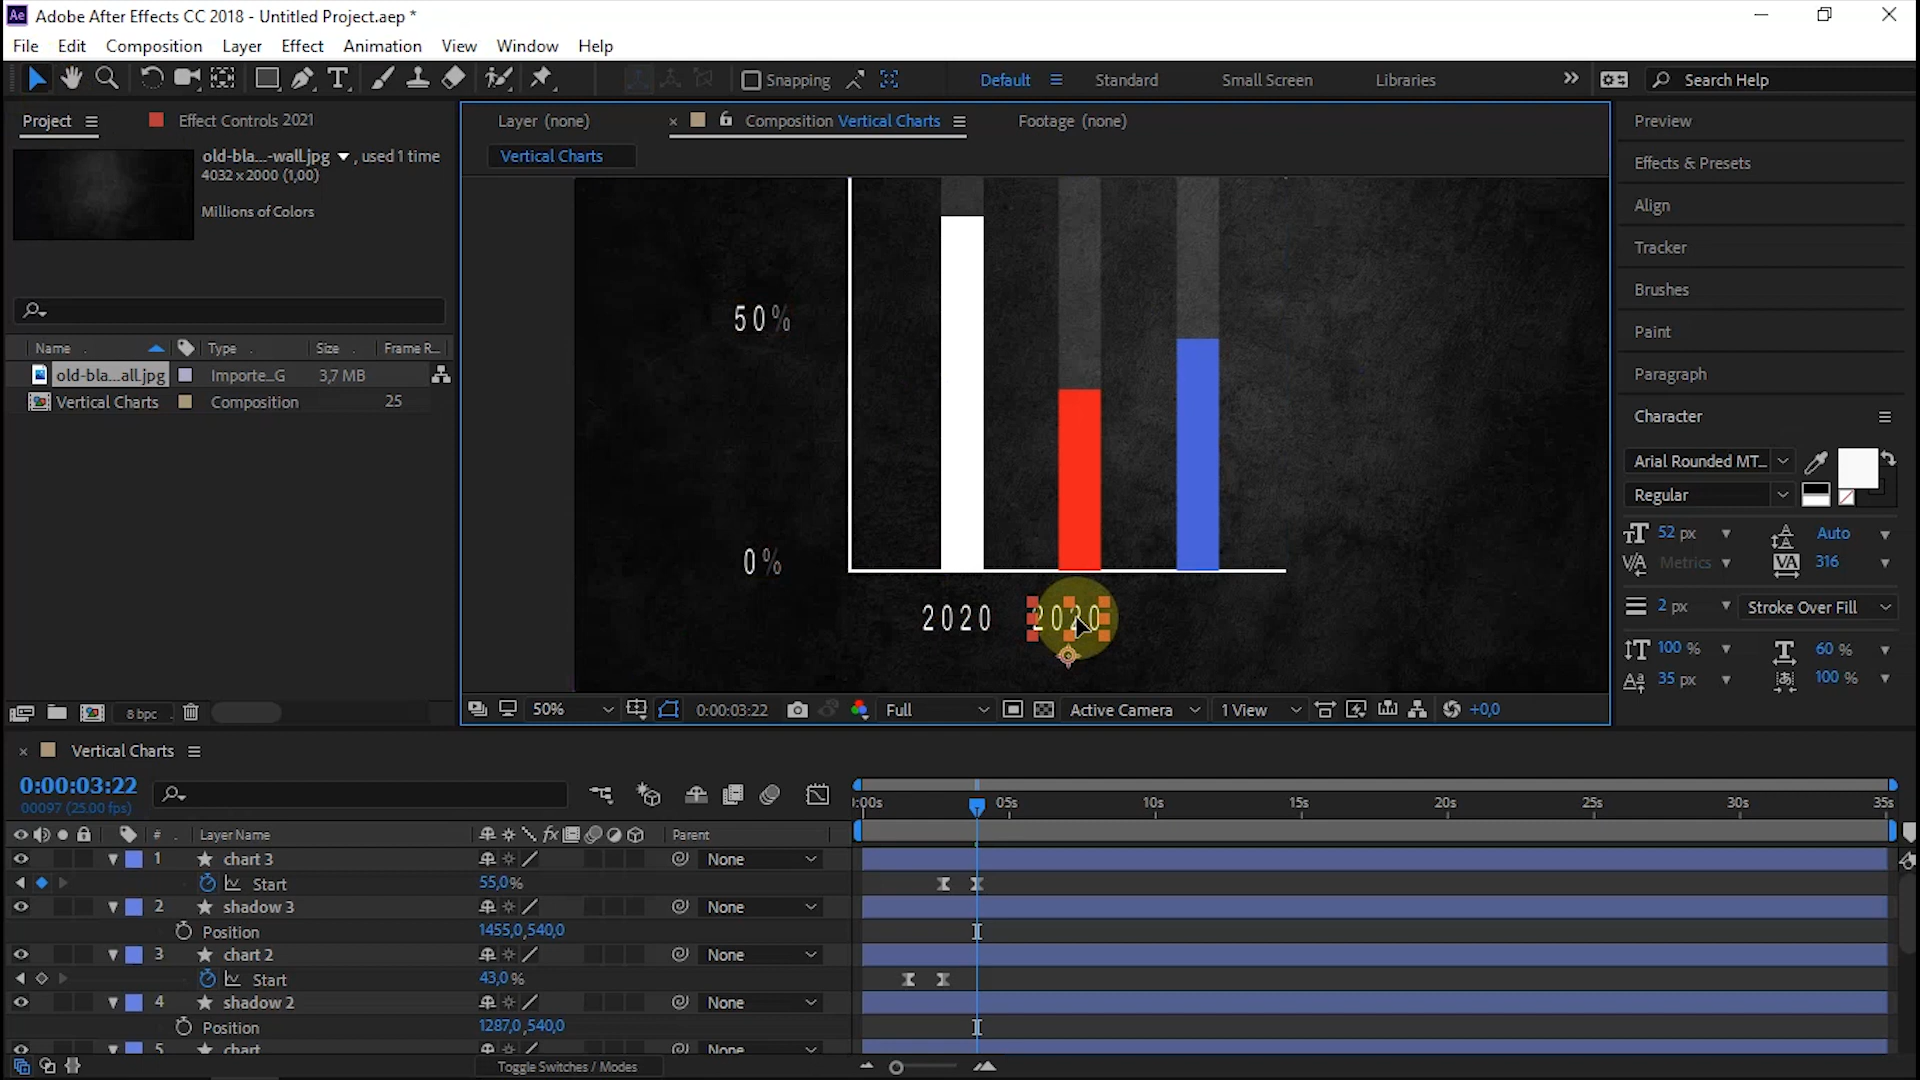 Ae Adobe After Effects CC 2018 - Untitled Project.aep *
File Edit Composition Layer Effect Animation View Window Help
Snapping Default Standard Small Screen Libraries Search Help
Project Effect Controls 2021
old-bla...-wall.jpg , used 1 time
4032 x 2000 (1,00)
Millions of Colors
Name Type Size Frame R...
old-bla...all.jpg Importe...G 3,7 MB
Vertical Charts Composition 25
8 bpc
Layer (none) Composition Vertical Charts Footage (none)
Vertical Charts
50%
0%
2020 2020
50% 0:00:03:22 Full Active Camera 1 View +0,0
Preview
Effects & Presets
Align
Tracker
Brushes
Paint
Paragraph
Character
Arial Rounded MT...
Regular
52 px Auto
Metrics 316
2 px Stroke Over Fill
100 % 60 %
35 px 100 %
Vertical Charts
0:00:03:22
00097 (25.00 fps)
:00s 05s 10s 15s 20s 25s 30s 35s
# Layer Name Parent
1 chart 3 None
Start 55,0%
2 shadow 3 None
Position 1455,0,540,0
3 chart 2 None
Start 43,0%
4 shadow 2 None
Position 1287,0,540,0
5 chart None
Toggle Switches / Modes